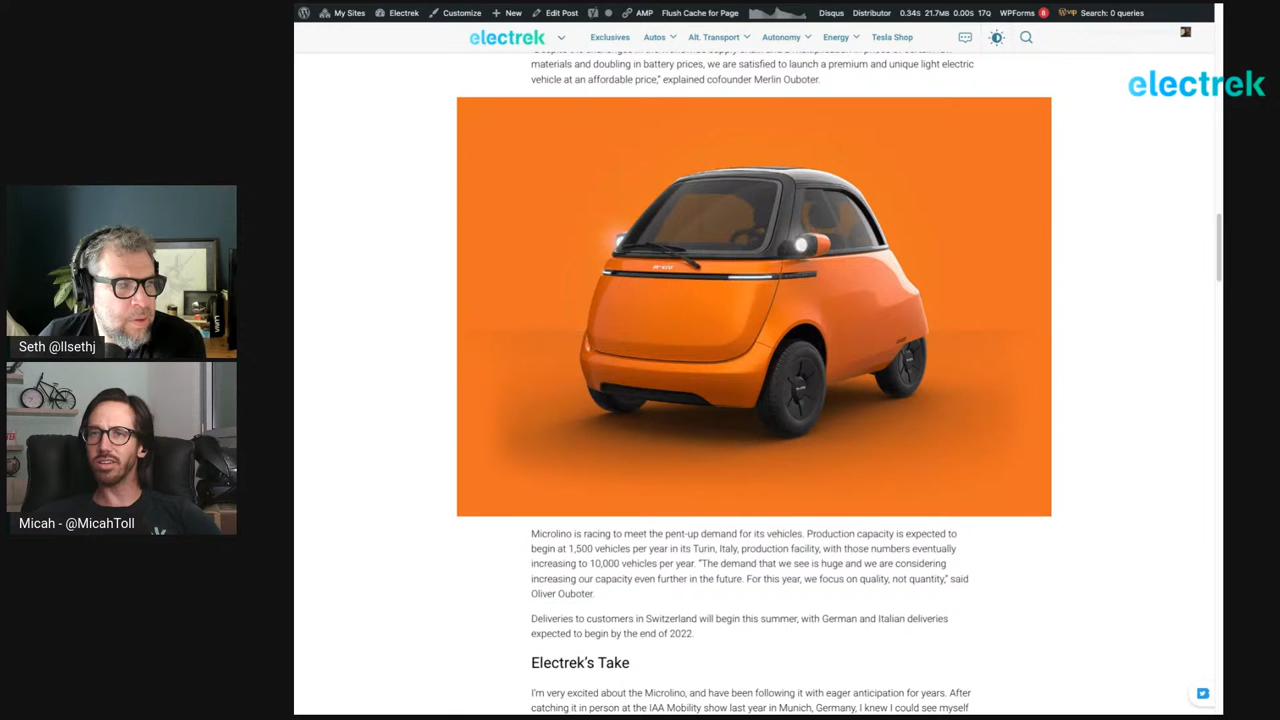 My Sites Electrek Customize New Edit Post AMP Flush Cache for Page Disqus Distributor 0.34s 21.7MB 0.00s 17Q WPForms 8 vip Search: 0 queries
electrek Exclusives Autos Alt. Transport Autonomy Energy Tesla Shop
materials and doubling in battery prices, we are satisfied to launch a premium and unique light electric
vehicle at an affordable price,” explained cofounder Merlin Ouboter.
electrek
Seth @llsethj
Micah - @MicahToll
Microlino is racing to meet the pent-up demand for its vehicles. Production capacity is expected to
begin at 1,500 vehicles per year in its Turin, Italy, production facility, with those numbers eventually
increasing to 10,000 vehicles per year. “The demand that we see is huge and we are considering
increasing our capacity even further in the future. For this year, we focus on quality, not quantity,” said
Oliver Ouboter.
Deliveries to customers in Switzerland will begin this summer, with German and Italian deliveries
expected to begin by the end of 2022.
Electrek’s Take
I’m very excited about the Microlino, and have been following it with eager anticipation for years. After
catching it in person at the IAA Mobility show last year in Munich, Germany, I knew I could see myself